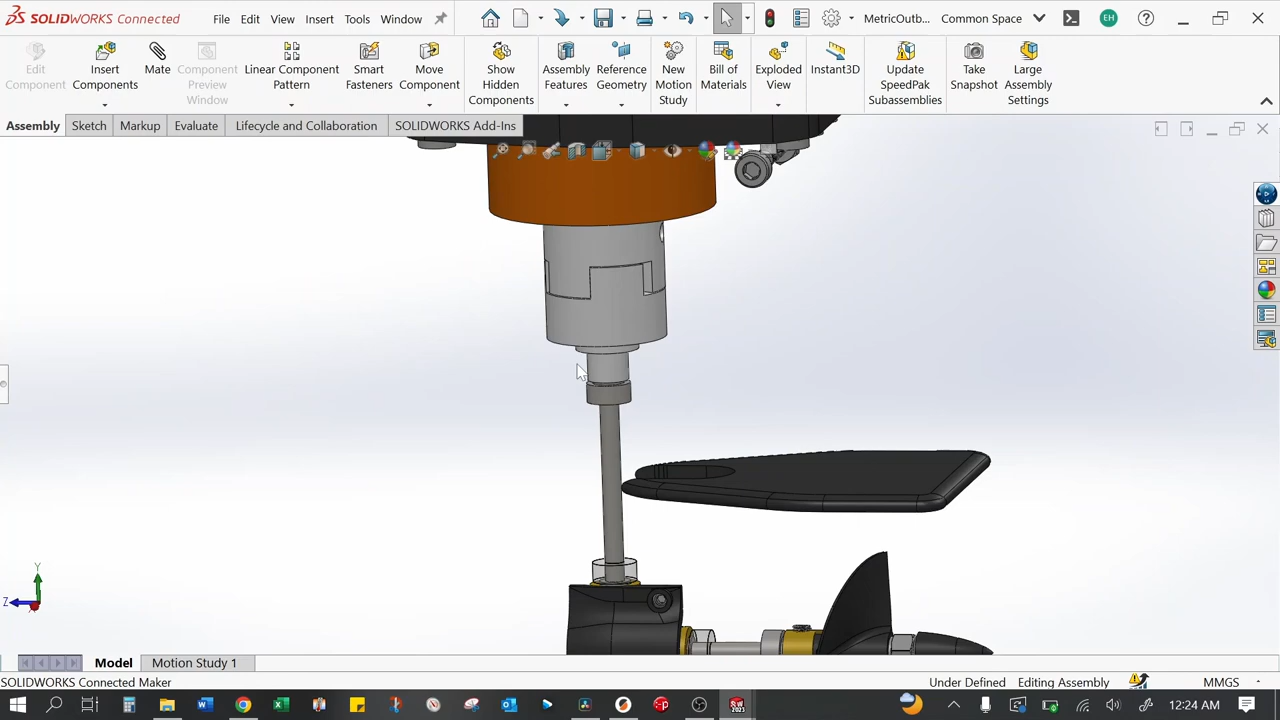 SOLIDWORKS Connected
File Edit View Insert Tools Window
MetricOutb... Common Space
EH
Edit Component
Insert Components
Mate
Component Preview Window
Linear Component Pattern
Smart Fasteners
Move Component
Show Hidden Components
Assembly Features
Reference Geometry
New Motion Study
Bill of Materials
Exploded View
Instant3D
Update SpeedPak Subassemblies
Take Snapshot
Large Assembly Settings
Assembly Sketch Markup Evaluate Lifecycle and Collaboration SOLIDWORKS Add-Ins
Y
Z
Model Motion Study 1
SOLIDWORKS Connected Maker Under Defined Editing Assembly MMGS
12:24 AM